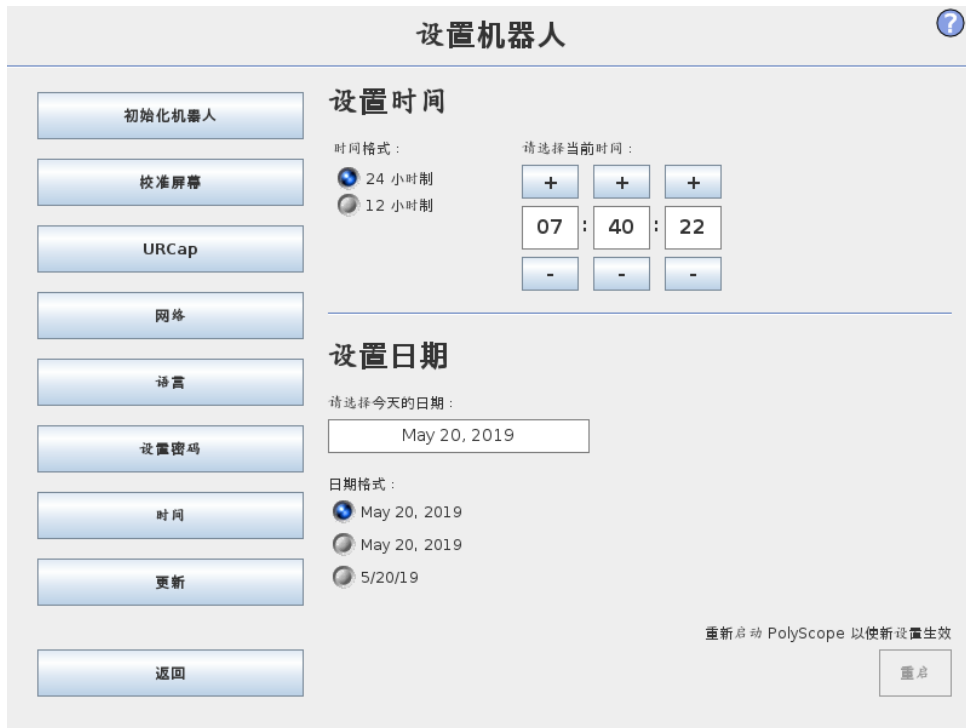 设置机器人
?
初始化机器人
校准屏幕
URCap
网络
语言
设置密码
时间
更新
返回
设置时间
时间格式：
24 小时制
12 小时制
请选择当前时间：
+ + +
07 : 40 : 22
- - -
设置日期
请选择今天的日期：
May 20, 2019
日期格式：
May 20, 2019
May 20, 2019
5/20/19
重新启动 PolyScope 以使新设置生效
重启